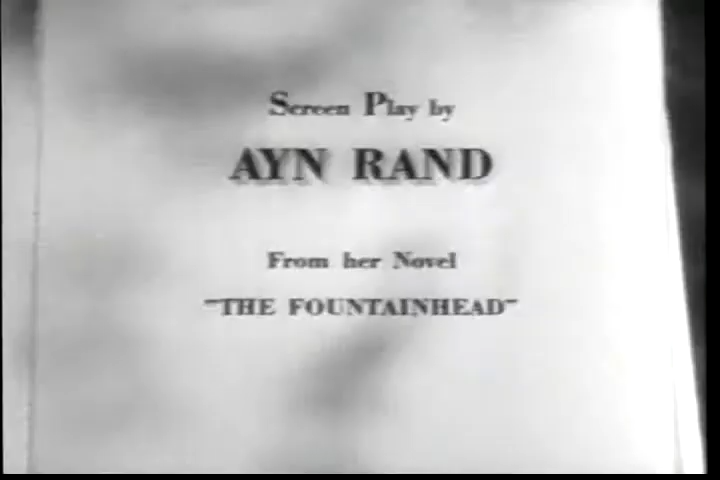 Screen Play by
AYN RAND
From her Novel
"THE FOUNTAINHEAD"